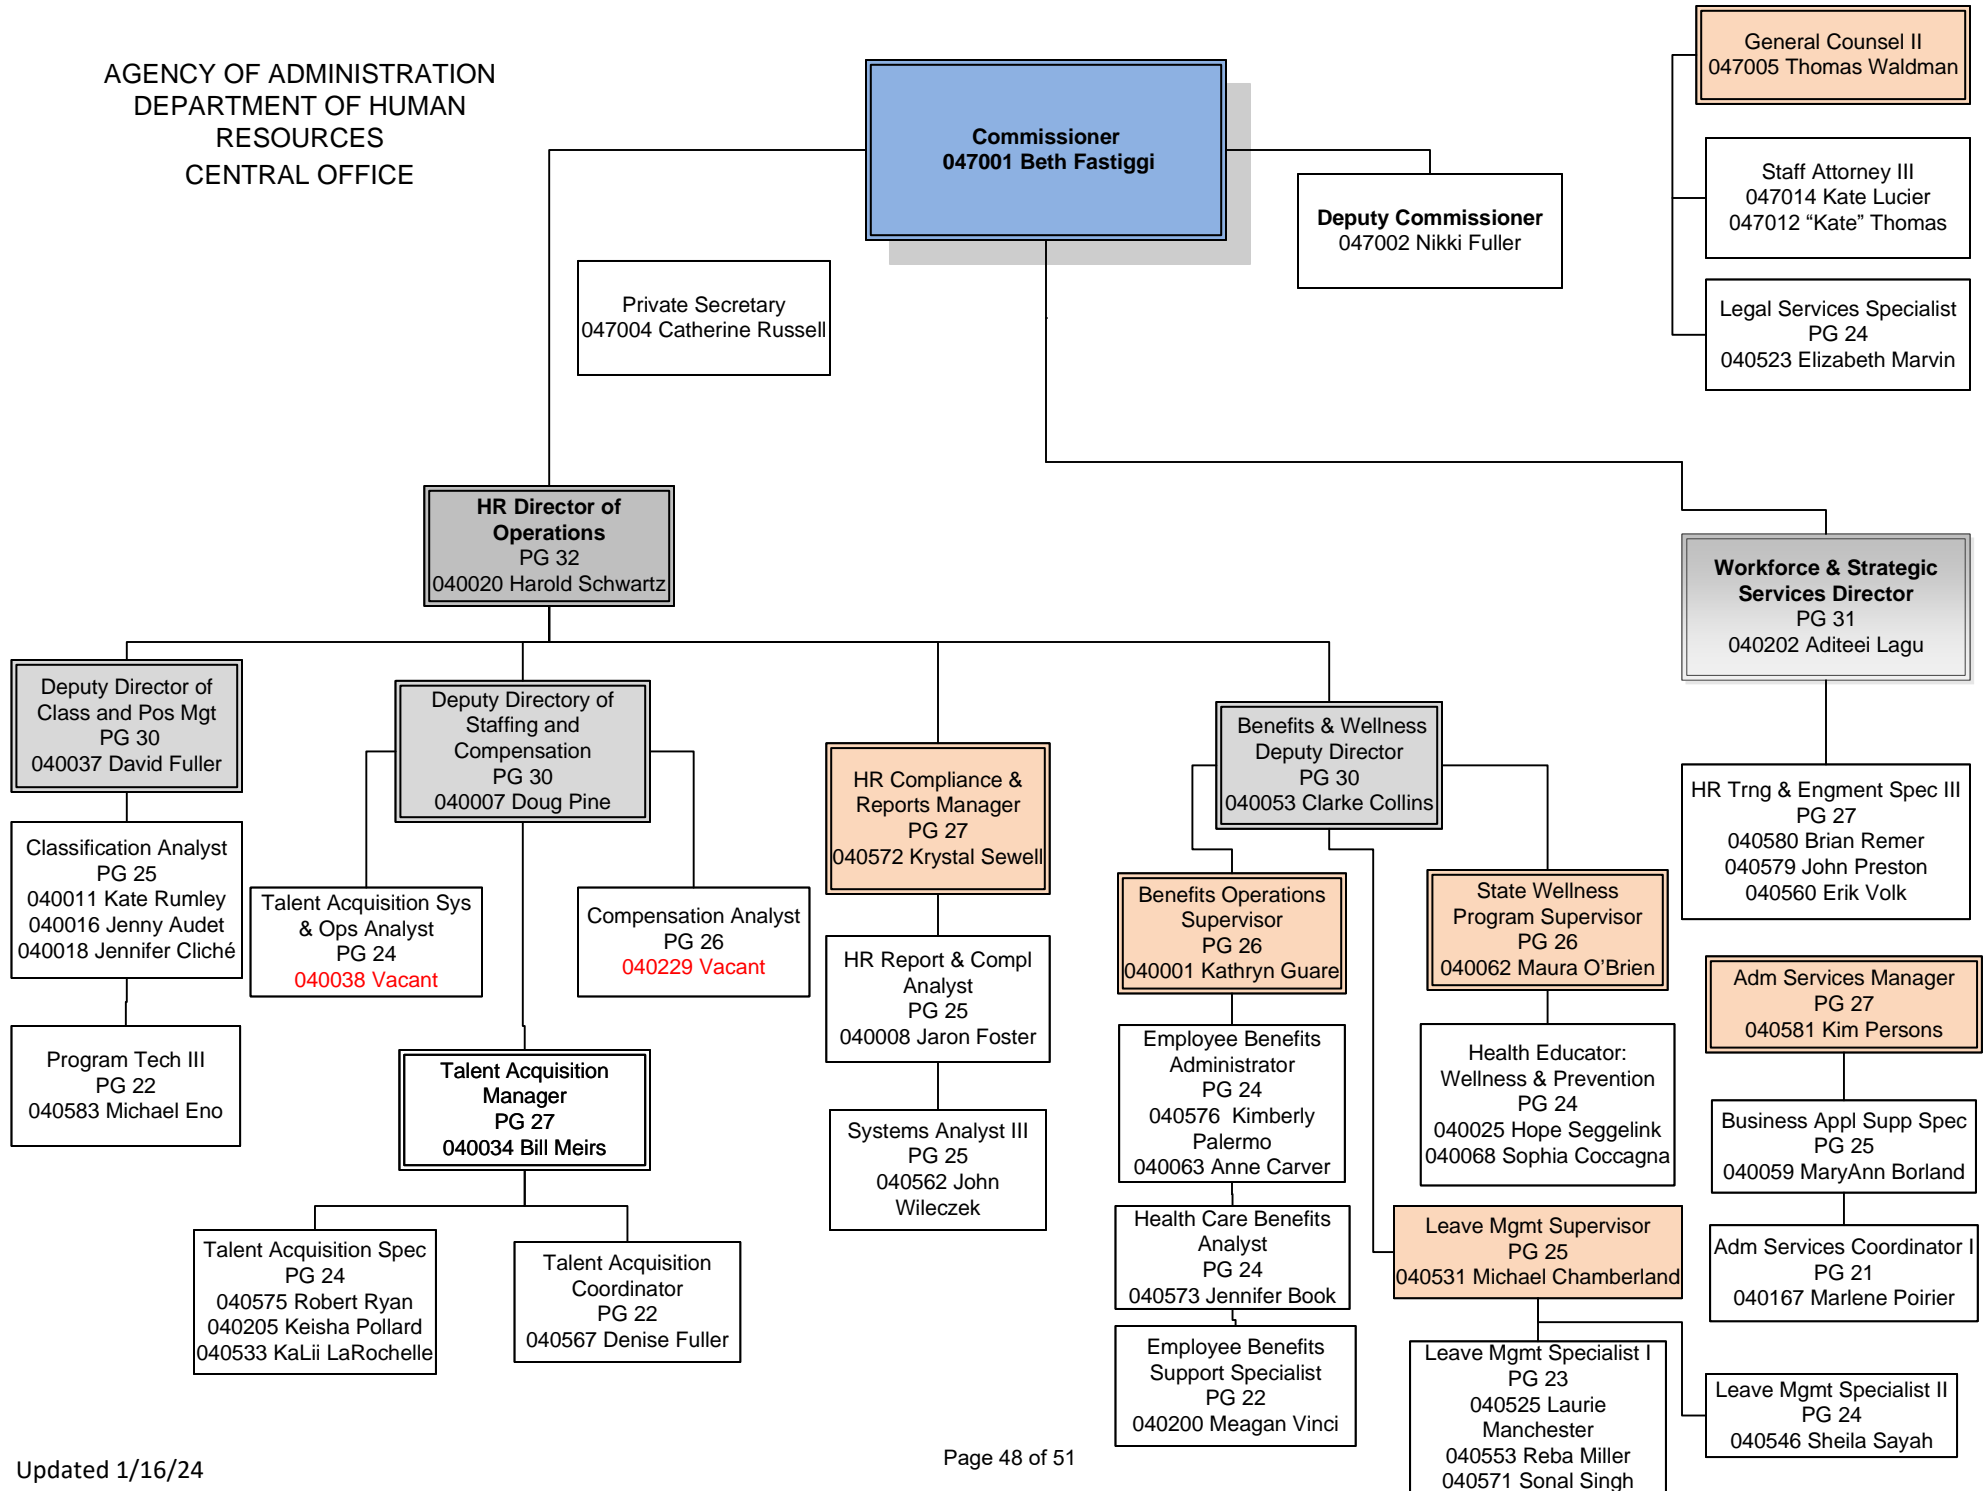 AGENCY OF ADMINISTRATION
DEPARTMENT OF HUMAN
RESOURCES
CENTRAL OFFICE
Commissioner
047001 Beth Fastiggi
Deputy Commissioner
047002 Nikki Fuller
Private Secretary
047004 Catherine Russell
General Counsel II
047005 Thomas Waldman
Staff Attorney III
047014 Kate Lucier
047012 “Kate” Thomas
Legal Services Specialist
PG 24
040523 Elizabeth Marvin
HR Director of
Operations
PG 32
040020 Harold Schwartz
Workforce & Strategic
Services Director
PG 31
040202 Aditeei Lagu
Deputy Director of
Class and Pos Mgt
PG 30
040037 David Fuller
Classification Analyst
PG 25
040011 Kate Rumley
040016 Jenny Audet
040018 Jennifer Cliché
Program Tech III
PG 22
040583 Michael Eno
Deputy Directory of
Staffing and
Compensation
PG 30
040007 Doug Pine
Talent Acquisition Sys
& Ops Analyst
PG 24
040038 Vacant
Compensation Analyst
PG 26
040229 Vacant
Talent Acquisition
Manager
PG 27
040034 Bill Meirs
Talent Acquisition Spec
PG 24
040575 Robert Ryan
040205 Keisha Pollard
040533 KaLii LaRochelle
Talent Acquisition
Coordinator
PG 22
040567 Denise Fuller
HR Compliance &
Reports Manager
PG 27
040572 Krystal Sewell
HR Report & Compl
Analyst
PG 25
040008 Jaron Foster
Systems Analyst III
PG 25
040562 John
Wileczek
Benefits & Wellness
Deputy Director
PG 30
040053 Clarke Collins
Benefits Operations
Supervisor
PG 26
040001 Kathryn Guare
Employee Benefits
Administrator
PG 24
040576  Kimberly
Palermo
040063 Anne Carver
Health Care Benefits
Analyst
PG 24
040573 Jennifer Book
Employee Benefits
Support Specialist
PG 22
040200 Meagan Vinci
State Wellness
Program Supervisor
PG 26
040062 Maura O’Brien
Health Educator:
Wellness & Prevention
PG 24
040025 Hope Seggelink
040068 Sophia Coccagna
Leave Mgmt Supervisor
PG 25
040531 Michael Chamberland
Leave Mgmt Specialist I
PG 23
040525 Laurie
Manchester
040553 Reba Miller
040571 Sonal Singh
Leave Mgmt Specialist II
PG 24
040546 Sheila Sayah
HR Trng & Engment Spec III
PG 27
040580 Brian Remer
040579 John Preston
040560 Erik Volk
Adm Services Manager
PG 27
040581 Kim Persons
Business Appl Supp Spec
PG 25
040059 MaryAnn Borland
Adm Services Coordinator I
PG 21
040167 Marlene Poirier
Page 48 of 51
Updated 1/16/24